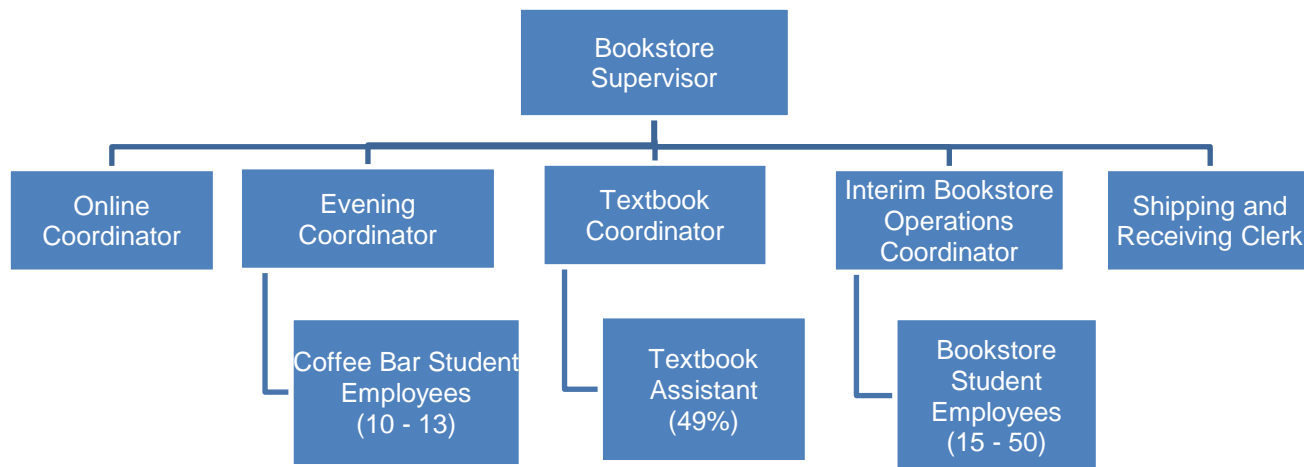 Bookstore
Supervisor
Online
Coordinator
Evening
Coordinator
Textbook
Coordinator
Interim Bookstore
Operations
Coordinator
Shipping and
Receiving Clerk
Coffee Bar Student
Employees
(10 - 13)
Textbook
Assistant
(49%)
Bookstore
Student
Employees
(15 - 50)